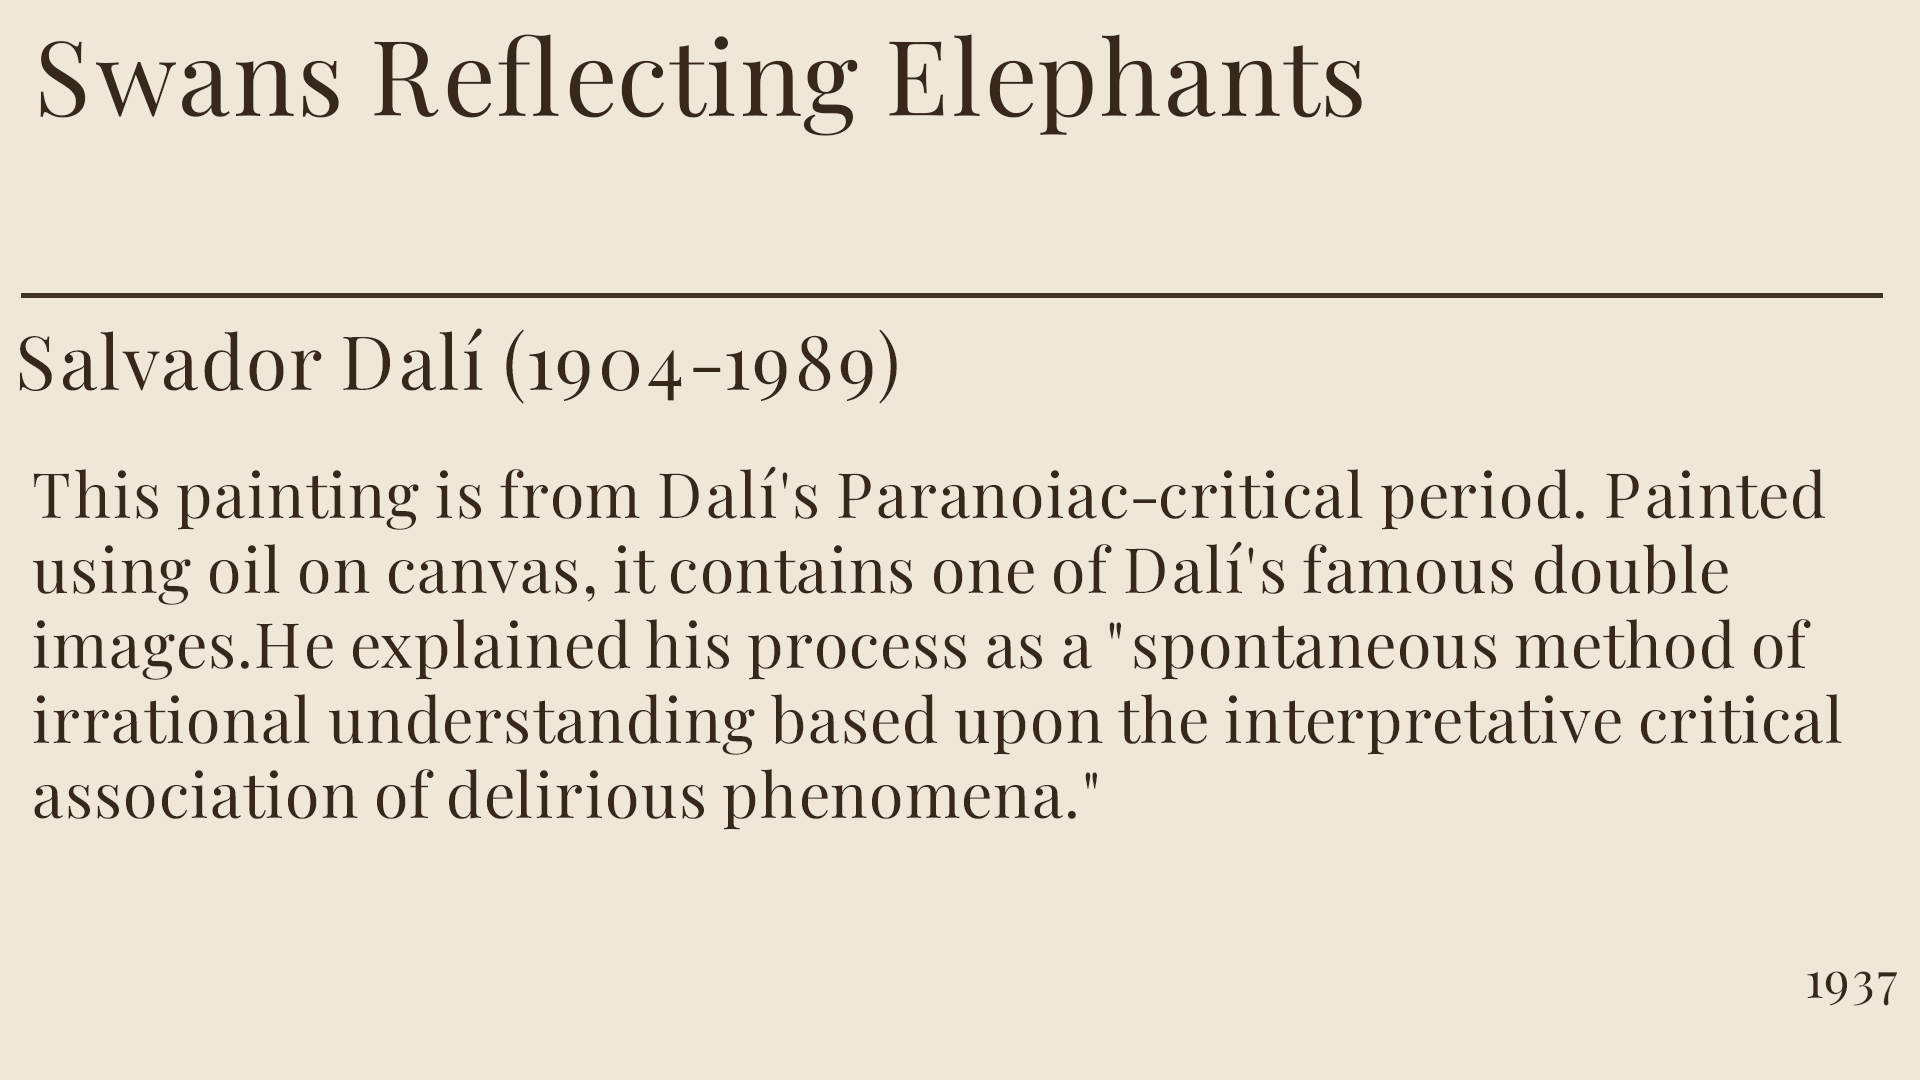 Swans Reflecting Elephants
Salvador Dalí (1904-1989)
This painting is from Dalí's Paranoiac-critical period. Painted
using oil on canvas, it contains one of Dalí's famous double
images.He explained his process as a "spontaneous method of
irrational understanding based upon the interpretative critical
association of delirious phenomena."
1937